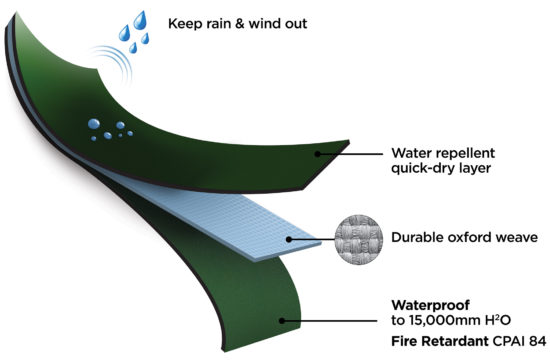 Keep rain & wind out
Water repellent
quick-dry layer
Durable oxford weave
Waterproof
to 15,000mm H²O
Fire Retardant CPAI 84